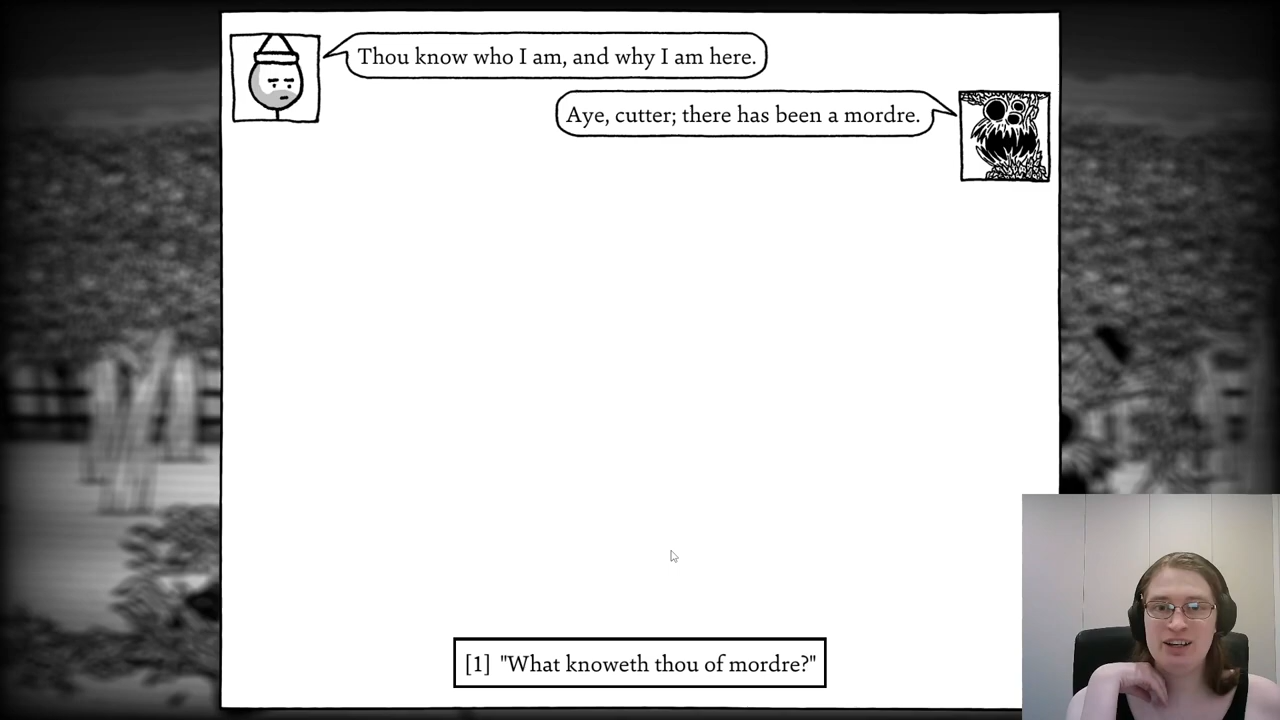 Thou know who I am, and why I am here.
Aye, cutter; there has been a mordre.
[1] "What knoweth thou of mordre?"